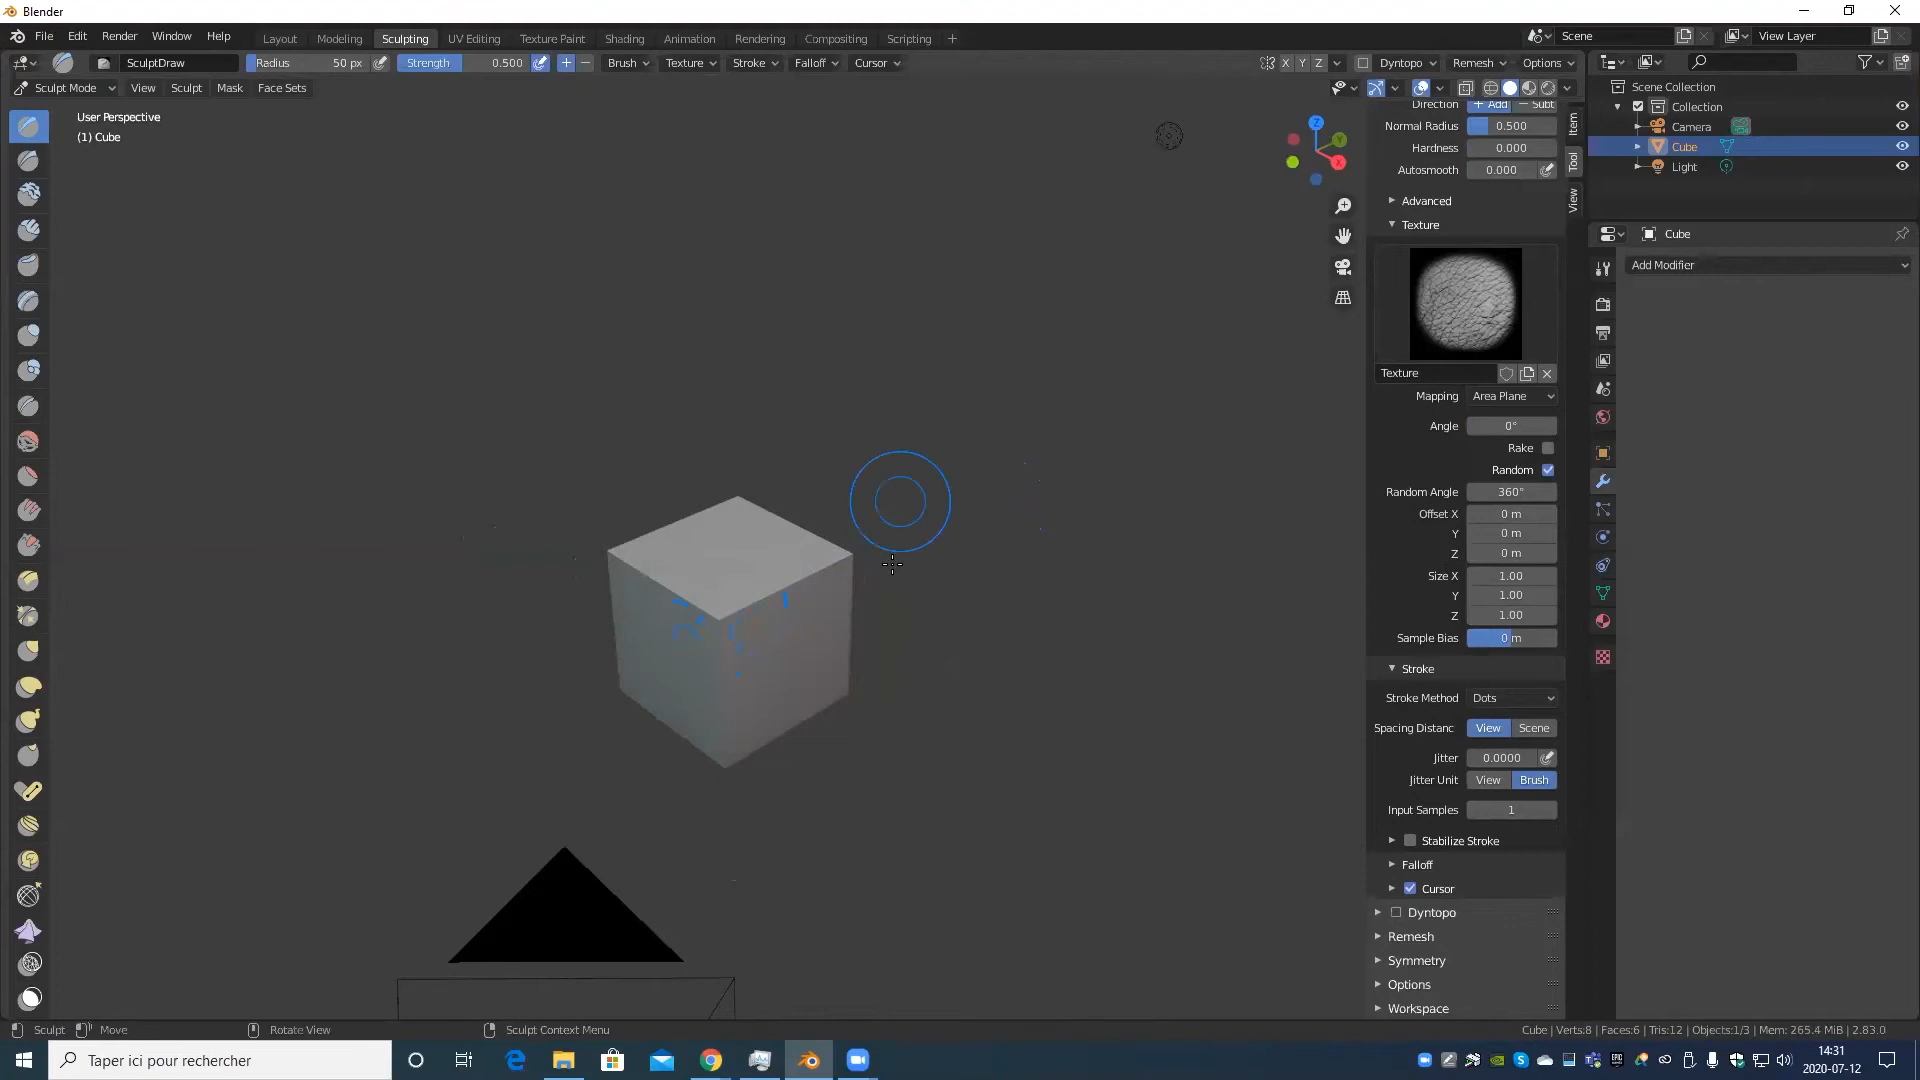 Blender
File Edit Render Window Help
Layout Modeling Sculpting UV Editing Texture Paint Shading Animation Rendering Compositing Scripting +
Scene
View Layer
SculptDraw
Radius 50 px
Strength 0.500
Brush Texture Stroke Falloff Cursor
X Y Z
Dyntopo Remesh Options
Sculpt Mode View Sculpt Mask Face Sets
User Perspective
(1) Cube
Z
Y
X
Direction + Add − Subt
Normal Radius 0.500
Hardness 0.000
Autosmooth 0.000
Advanced
Texture
Texture
Mapping Area Plane
Angle 0°
Rake
Random
Random Angle 360°
Offset X 0 m
Y 0 m
Z 0 m
Size X 1.00
Y 1.00
Z 1.00
Sample Bias 0 m
Stroke
Stroke Method Dots
Spacing Distanc View Scene
Jitter 0.0000
Jitter Unit View Brush
Input Samples 1
Stabilize Stroke
Falloff
Cursor
Dyntopo
Remesh
Symmetry
Options
Workspace
Item
Tool
View
Scene Collection
Collection
Camera
Cube
Light
Cube
Add Modifier
Sculpt Move Rotate View Sculpt Context Menu
Cube | Verts:8 | Faces:6 | Tris:12 | Objects:1/3 | Mem: 265.4 MiB | 2.83.0
Taper ici pour rechercher
14:31
2020-07-12